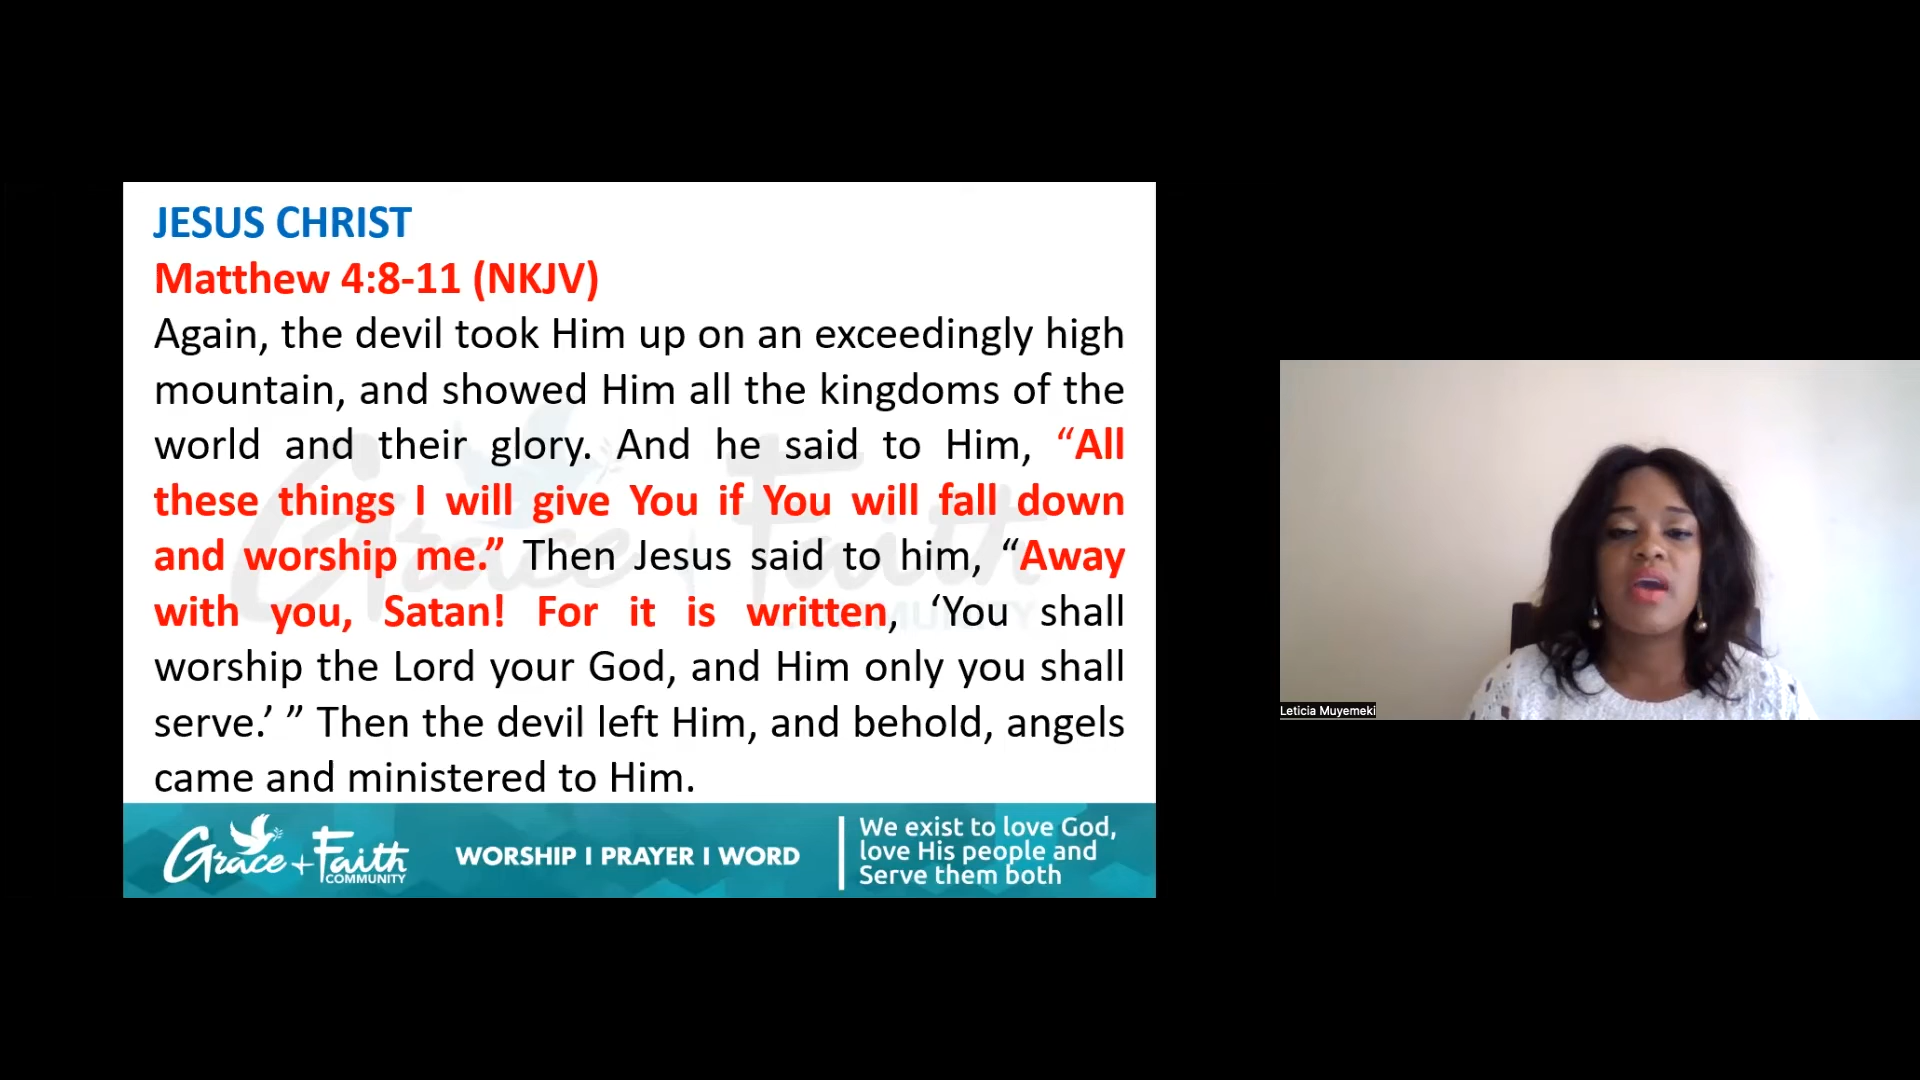 JESUS CHRIST
Matthew 4:8-11 (NKJV)
Again, the devil took Him up on an exceedingly high
mountain, and showed Him all the kingdoms of the
world and their glory. And he said to Him, “All
these things I will give You if You will fall down
and worship me.” Then Jesus said to him, “Away
with you, Satan! For it is written, ‘You shall
worship the Lord your God, and Him only you shall
serve.’ ” Then the devil left Him, and behold, angels
came and ministered to Him.
Grace + Faith
COMMUNITY
WORSHIP I PRAYER I WORD
We exist to love God,
love His people and
Serve them both
Grace + Faith
COMMUNITY
Leticia Muyemeki